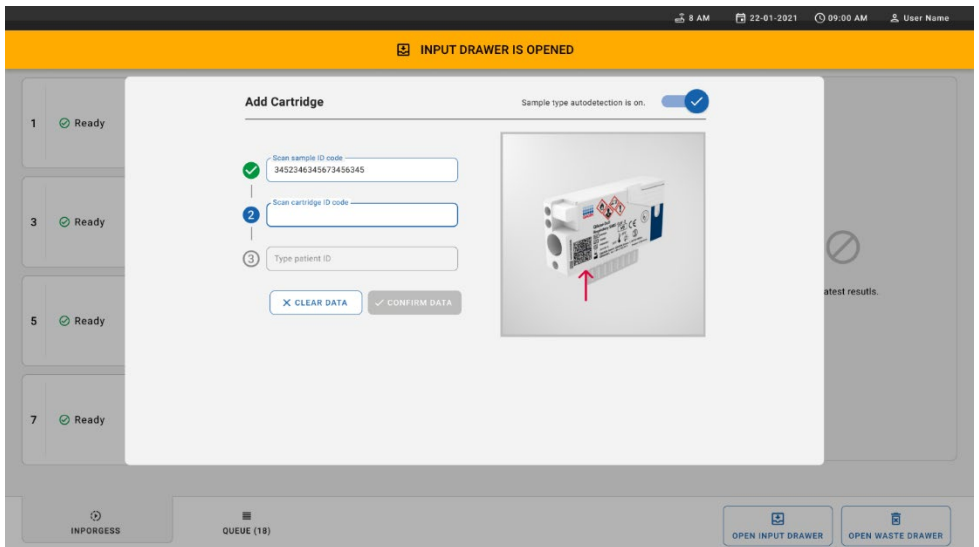 8 AM 22-01-2021 09:00 AM User Name
INPUT DRAWER IS OPENED
Add Cartridge
Sample type autodetection is on.
1 Ready
Scan sample ID code
3452346345673456345
Scan cartridge ID code
2
3 Ready
3 Type patient ID
CLEAR DATA CONFIRM DATA
atest resutls.
5 Ready
7 Ready
INPORGESS
QUEUE (18)
OPEN INPUT DRAWER
OPEN WASTE DRAWER